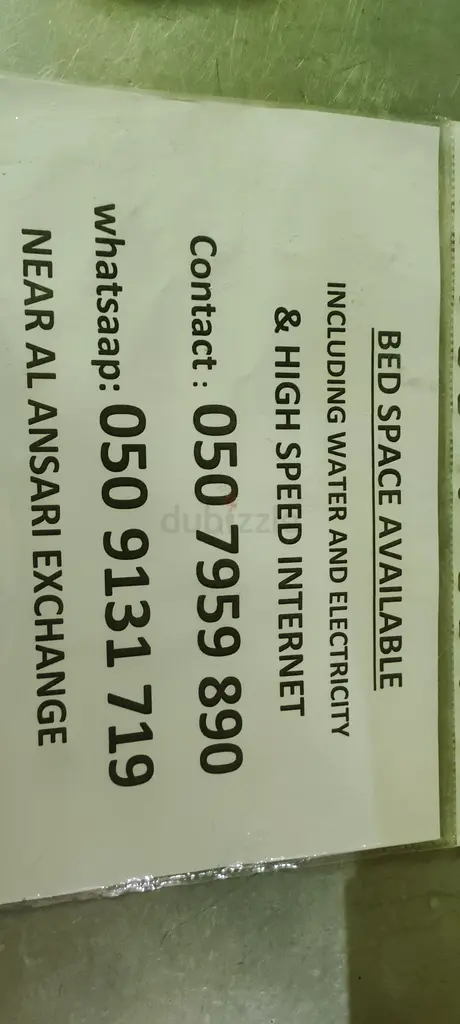 BED SPACE AVAILABLE
INCLUDING WATER AND ELECTRICITY
& HIGH SPEED INTERNET
Contact : 050 7959 890
whatsaap: 050 9131 719
NEAR AL ANSARI EXCHANGE
dubizzle